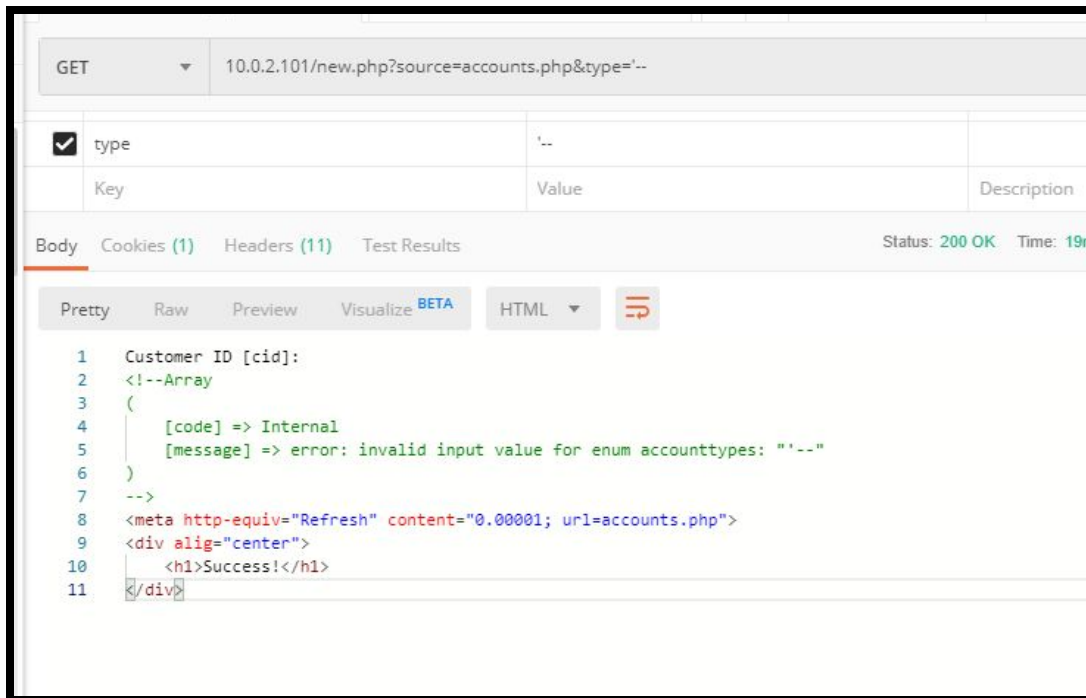 GET 10.0.2.101/new.php?source=accounts.php&type='--
type '--
Key Value Description
Body Cookies (1) Headers (11) Test Results Status: 200 OK Time:
Pretty Raw Preview Visualize BETA HTML
1 Customer ID [cid]:
2 <!--Array
3 (
4 [code] => Internal
5 [message] => error: invalid input value for enum accounttypes: "'--"
6 )
7 -->
8 <meta http-equiv="Refresh" content="0.00001; url=accounts.php">
9 <div alig="center">
10 <h1>Success!</h1>
11 </div>